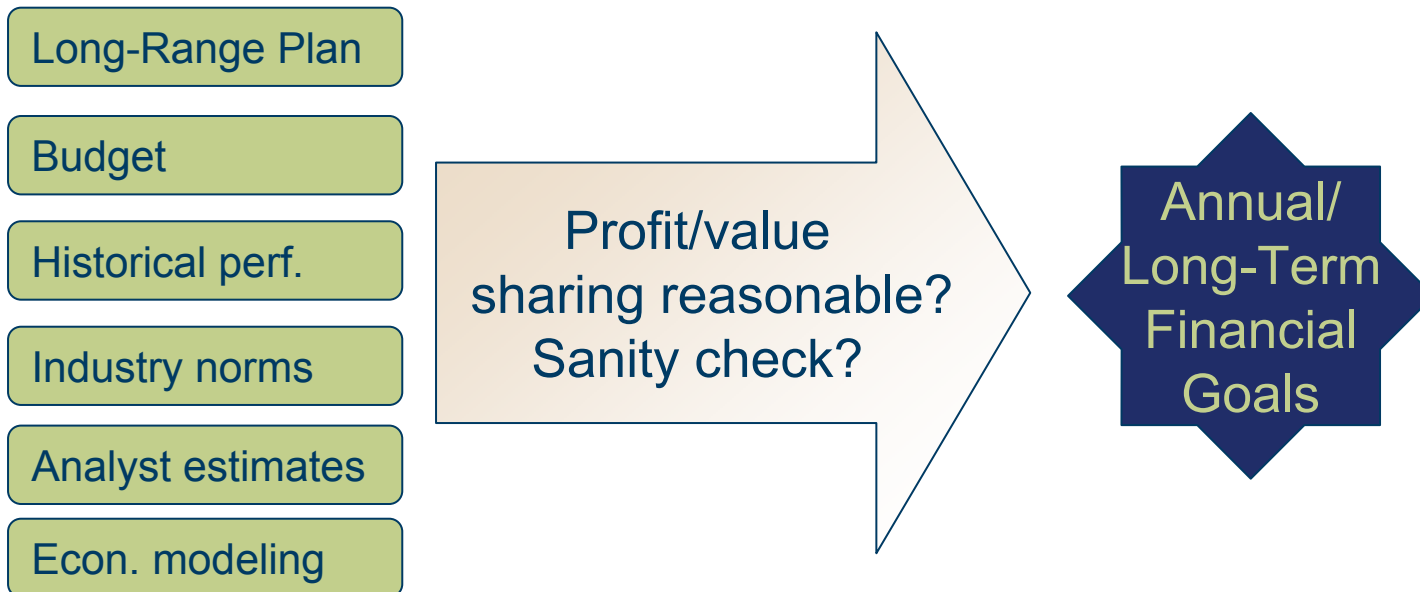 Long-Range Plan
Budget
Historical perf.
Industry norms
Analyst estimates
Econ. modeling
Profit/value
sharing reasonable?
Sanity check?
Annual/
Long-Term
Financial
Goals